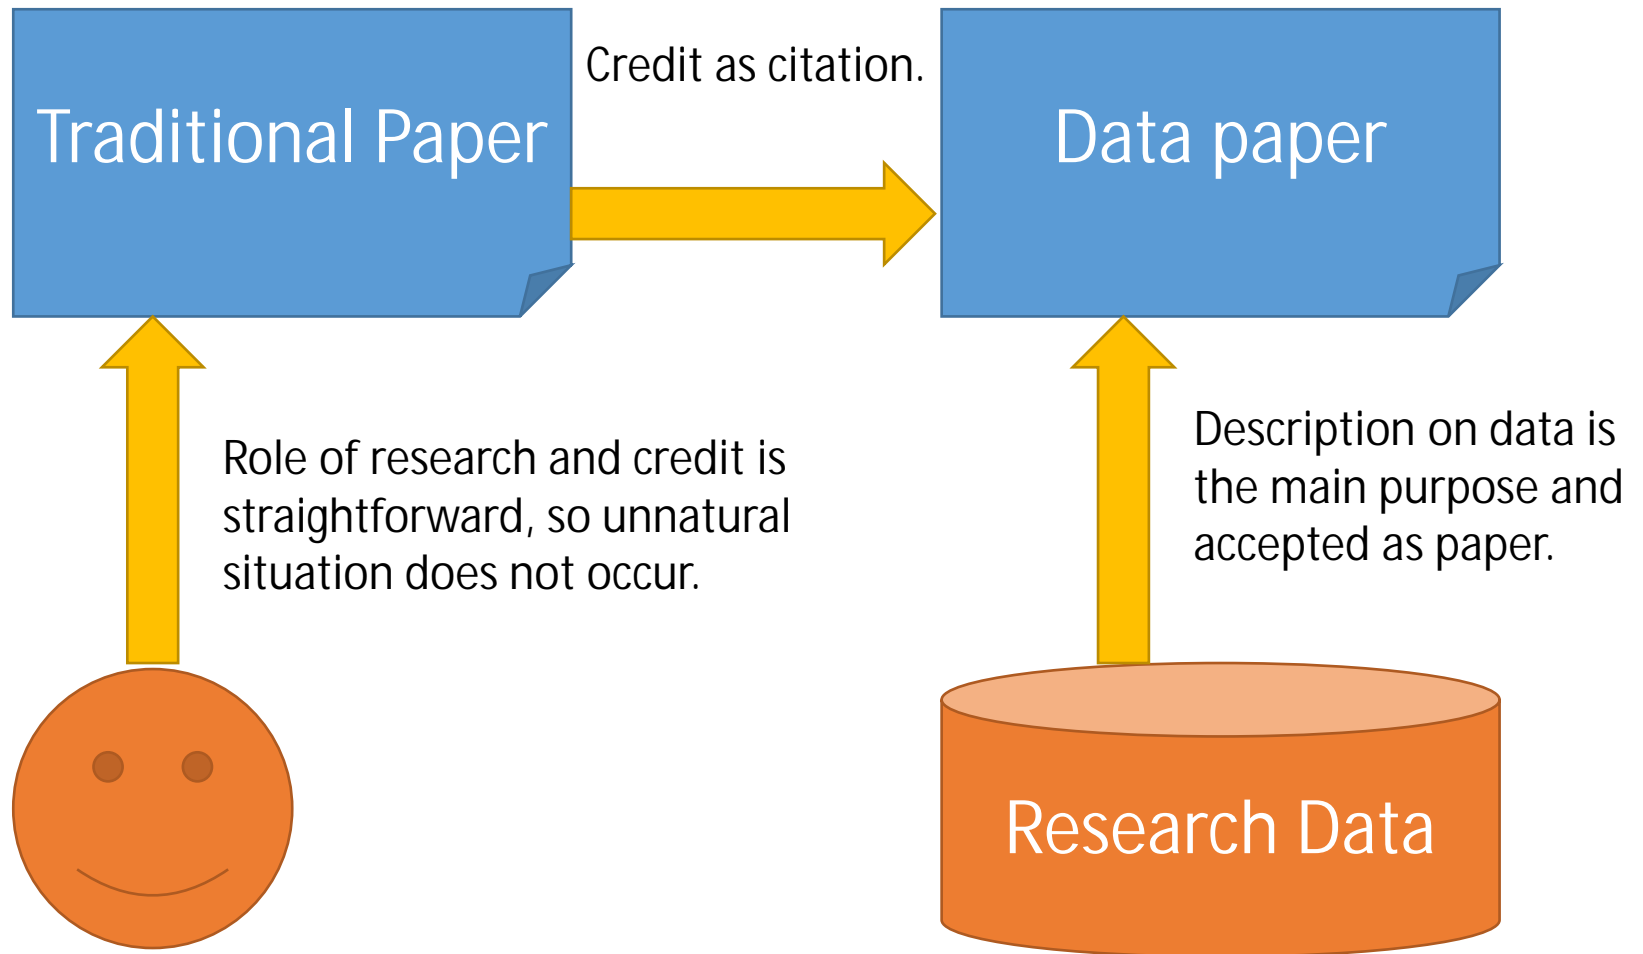 Traditional Paper
Credit as citation.
Data paper
Role of research and credit is
straightforward, so unnatural
situation does not occur.
Description on data is
the main purpose and
accepted as paper.
Research Data